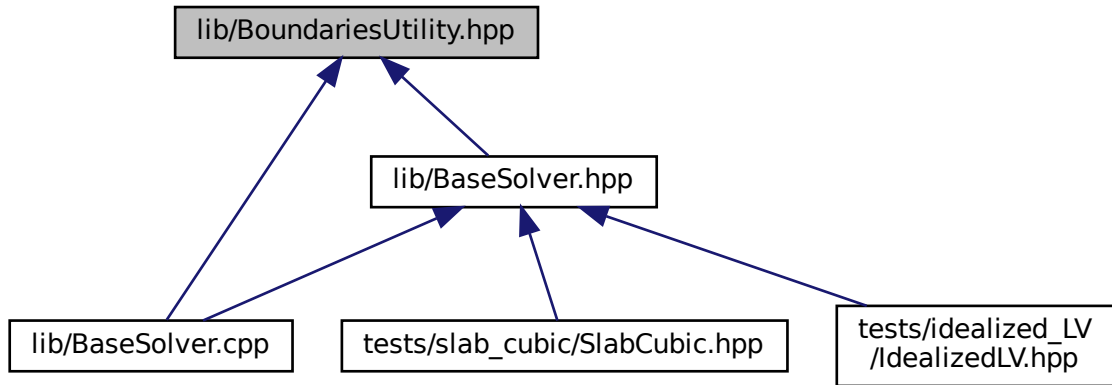 lib/BoundariesUtility.hpp
lib/BaseSolver.hpp
lib/BaseSolver.cpp
tests/slab_cubic/SlabCubic.hpp
tests/idealized_LV
/IdealizedLV.hpp